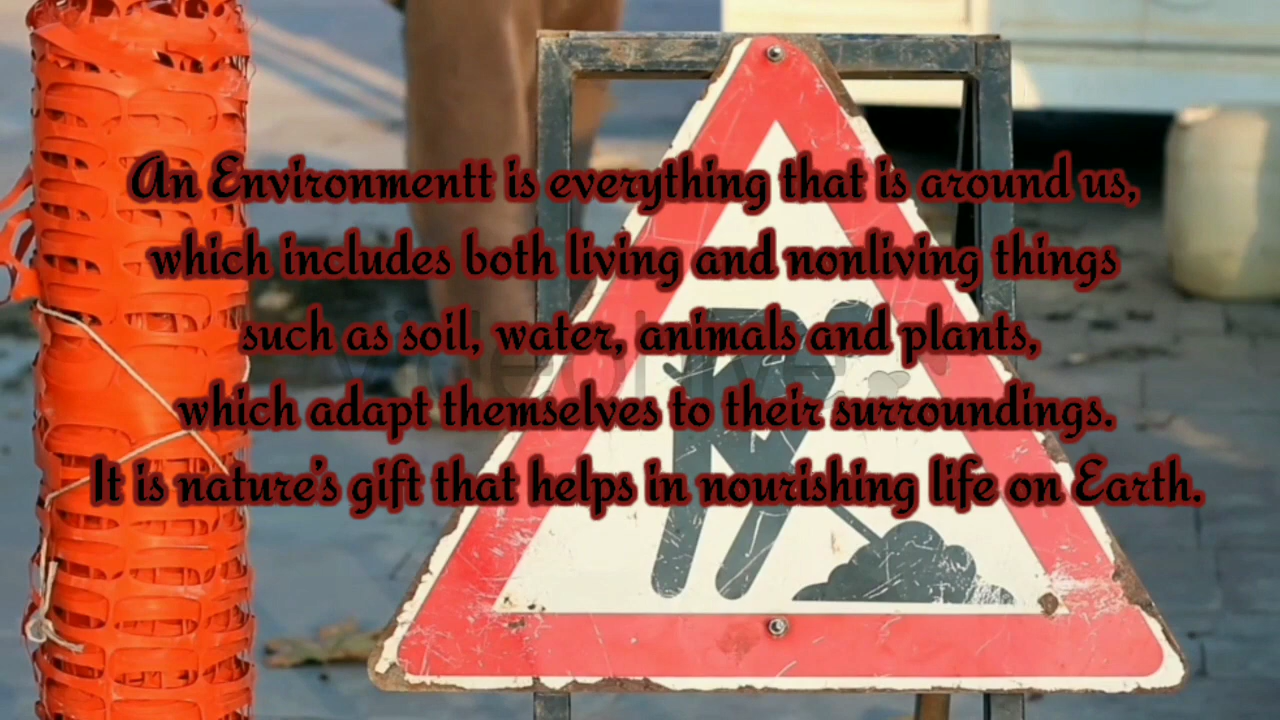 An Environmentt is everything that is around us,
which includes both living and nonliving things
such as soil, water, animals and plants,
videohive
which adapt themselves to their surroundings.
It is nature's gift that helps in nourishing life on Earth.